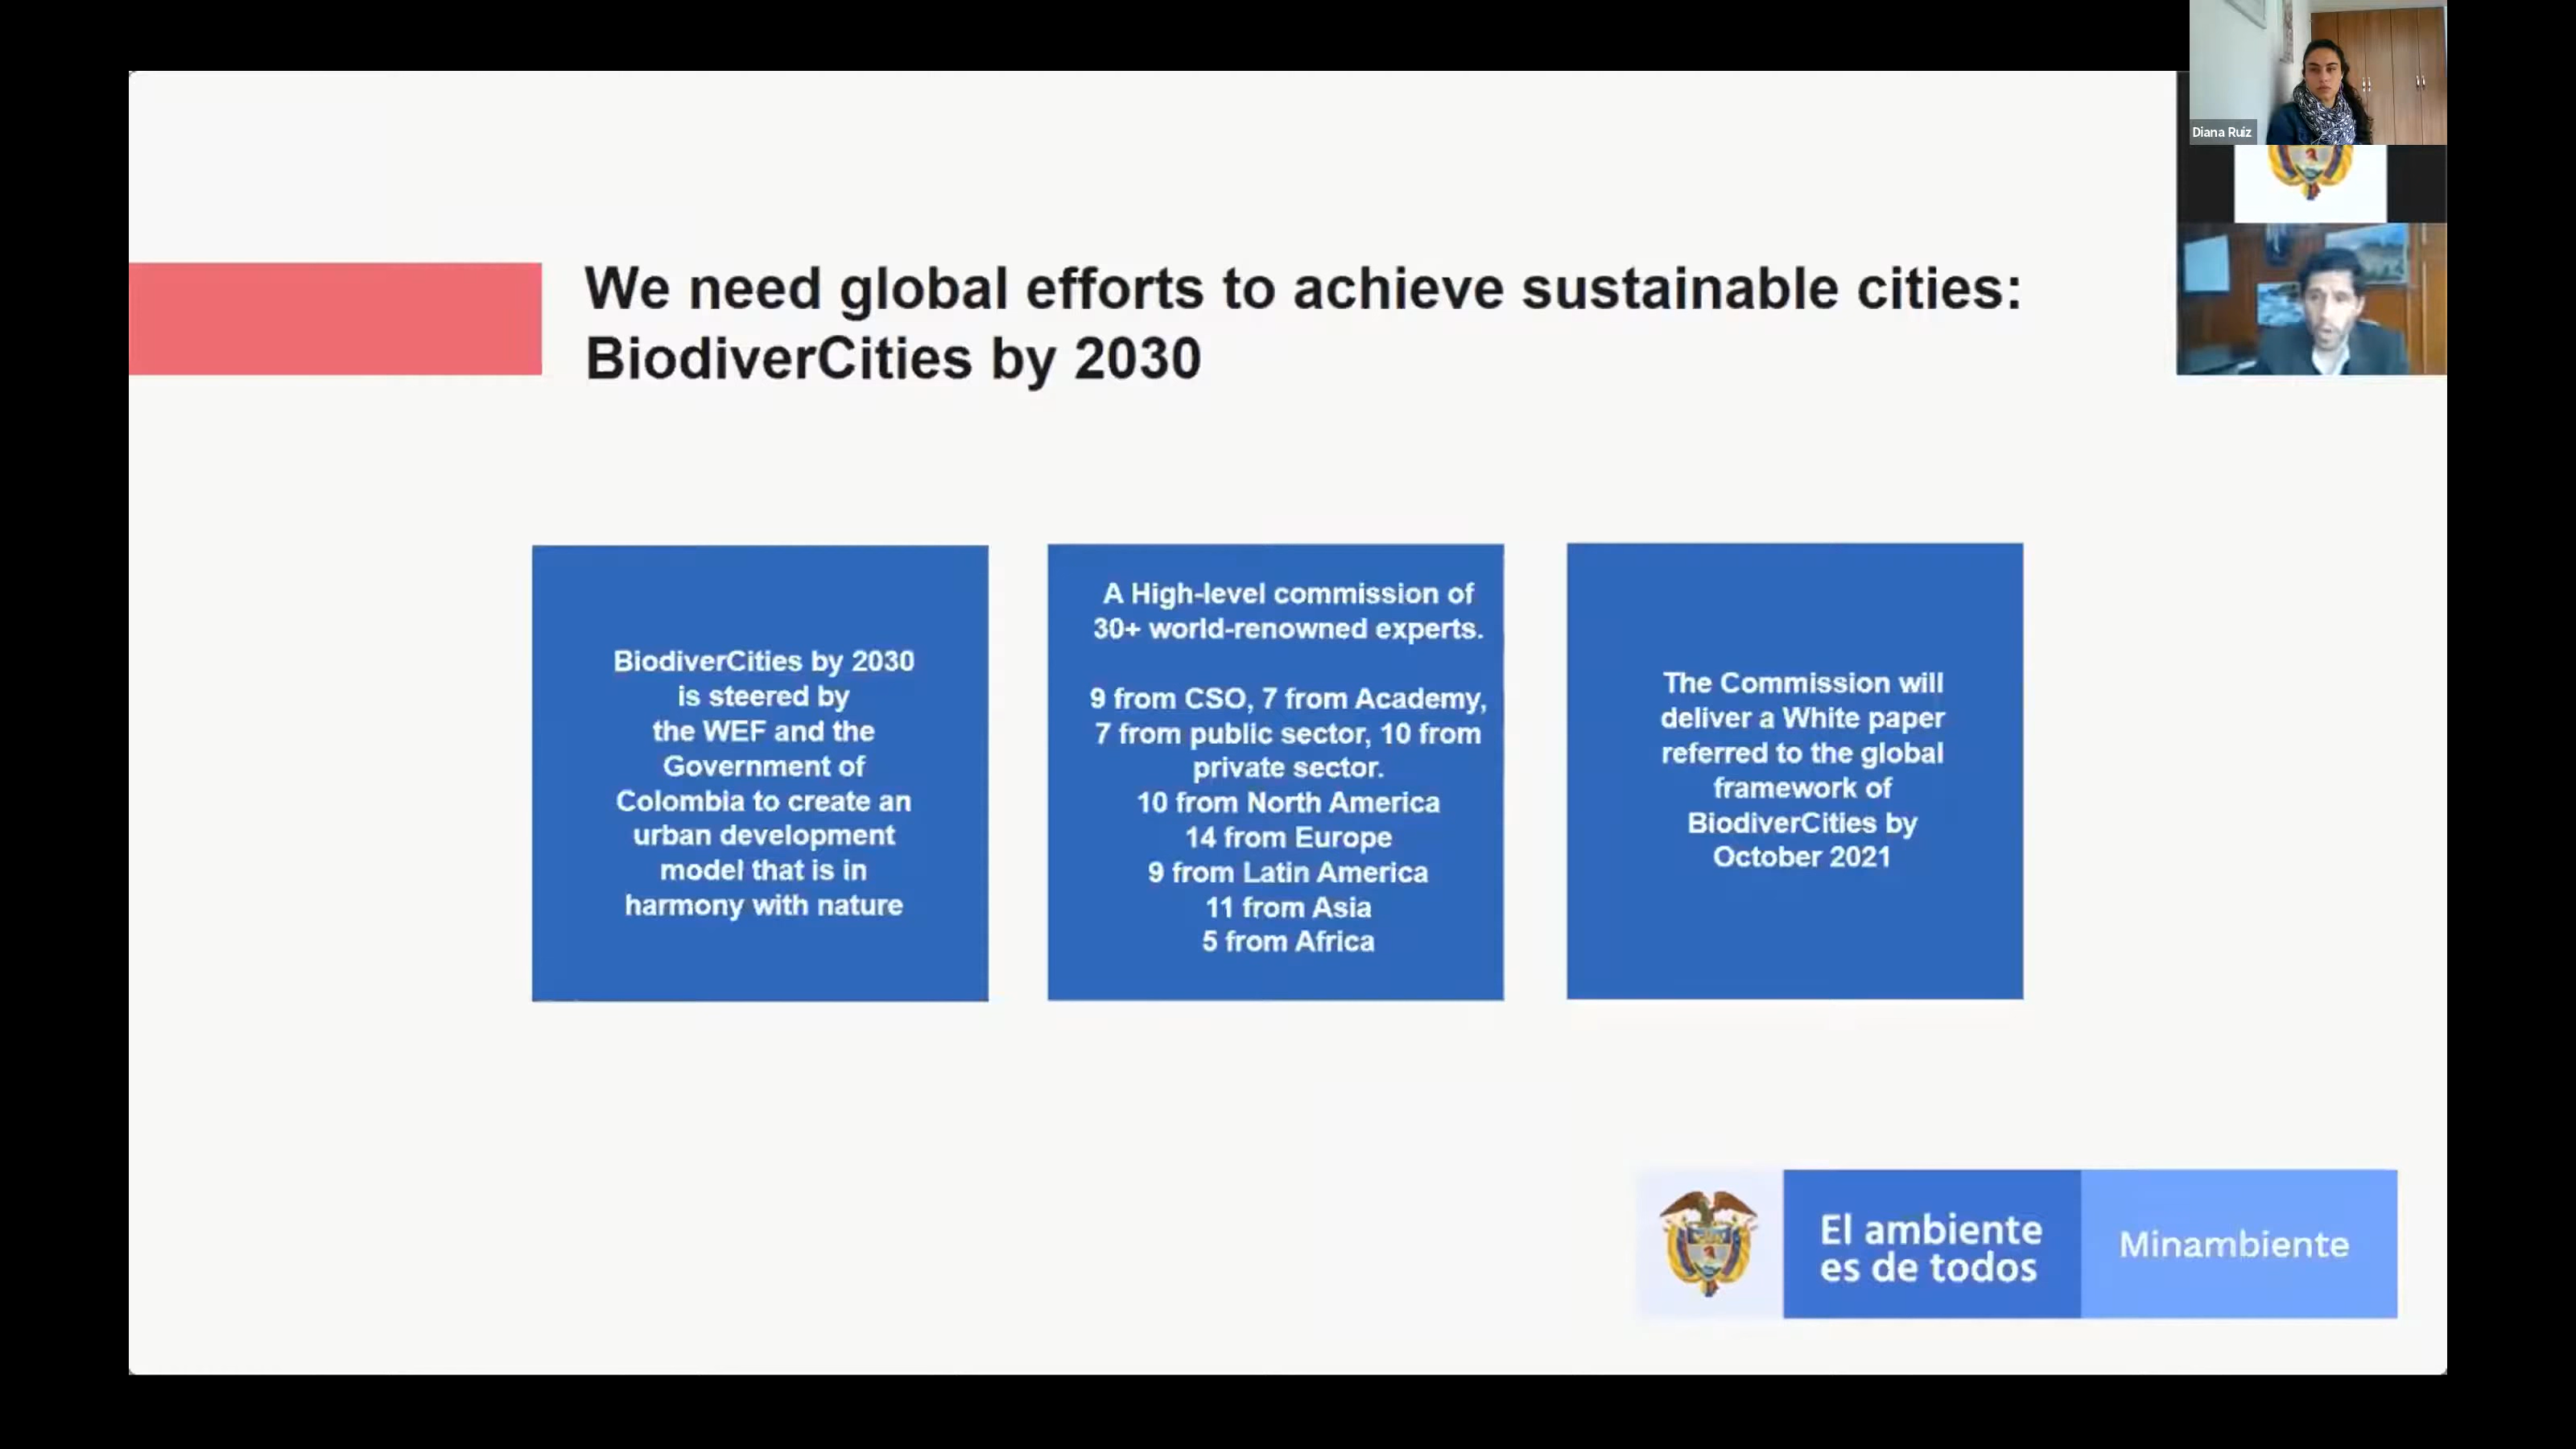 Diana Ruiz
We need global efforts to achieve sustainable cities:
BiodiverCities by 2030
BiodiverCities by 2030
is steered by
the WEF and the
Government of
Colombia to create an
urban development
model that is in
harmony with nature
A High-level commission of
30+ world-renowned experts.
9 from CSO, 7 from Academy,
7 from public sector, 10 from
private sector.
10 from North America
14 from Europe
9 from Latin America
11 from Asia
5 from Africa
The Commission will
deliver a White paper
referred to the global
framework of
BiodiverCities by
October 2021
El ambiente
es de todos
Minambiente